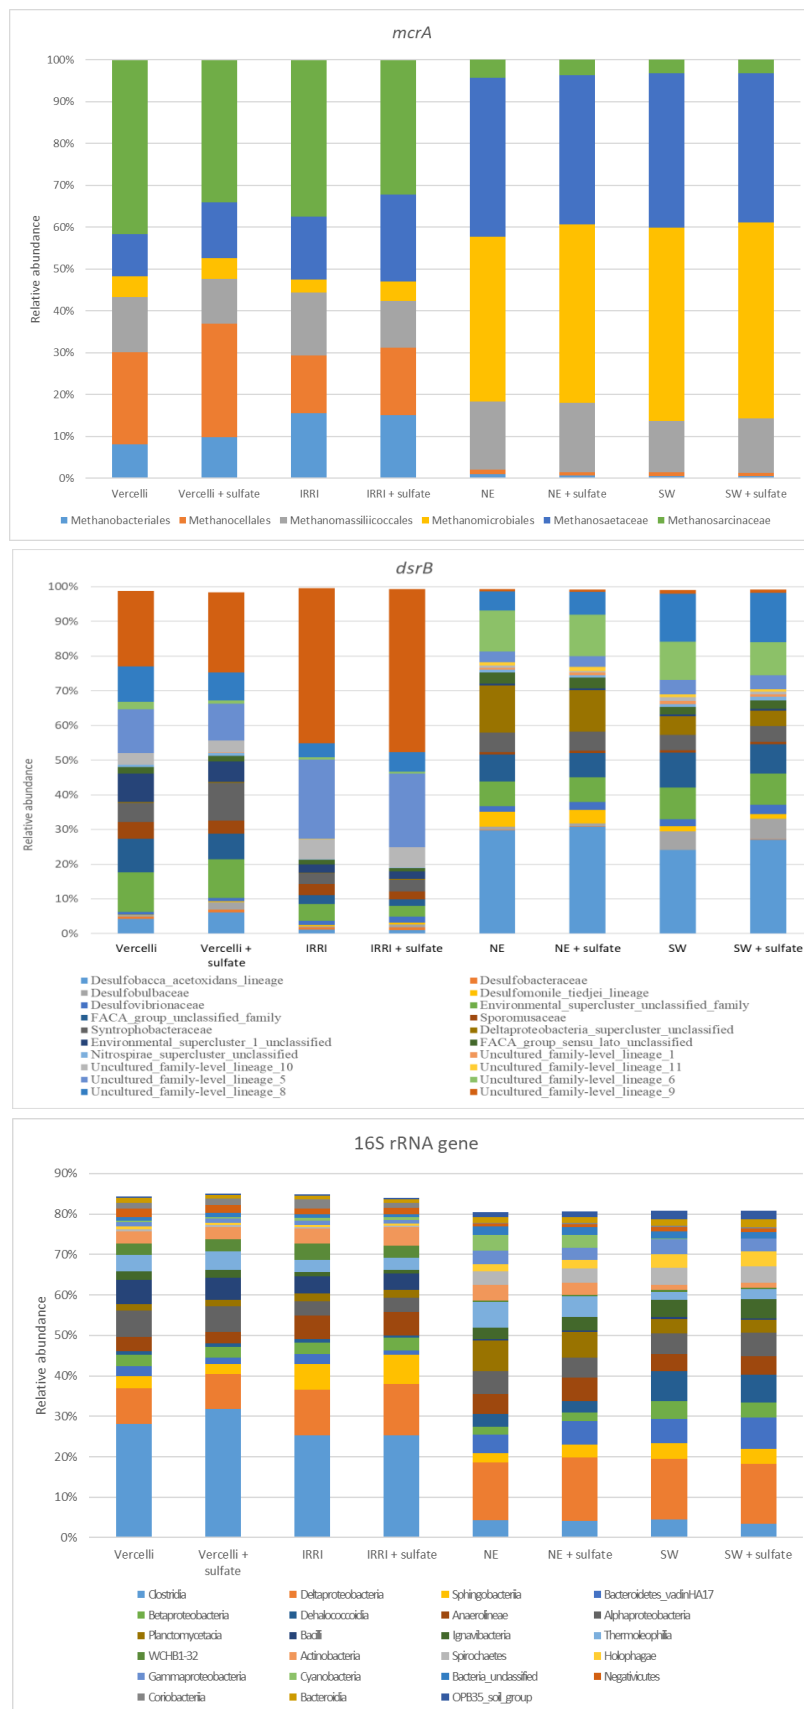 mcrA
100%
90%
80%
70%
60%
50%
40%
30%
20%
10%
0%
Relative abundance
Vercelli Vercelli + sulfate IRRI IRRI + sulfate NE NE + sulfate SW SW + sulfate
Methanobacteriales Methanocellales Methanomassiliicoccales Methanomicrobiales Methanosaetaceae Methanosarcinaceae
dsrB
100%
90%
80%
70%
60%
50%
40%
30%
20%
10%
0%
Relative abundance
Vercelli Vercelli + sulfate IRRI IRRI + sulfate NE NE + sulfate SW SW + sulfate
Desulfobacca_acetoxidans_lineage Desulfobacteraceae
Desulfobulbaceae Desulfomonile_tiedjei_lineage
Desulfovibrionaceae Environmental_supercluster_unclassified_family
FACA_group_unclassified_family Sporomusaceae
Syntrophobacteraceae Deltaproteobacteria_supercluster_unclassified
Environmental_supercluster_1_unclassified FACA_group_sensu_lato_unclassified
Nitrospirae_supercluster_unclassified Uncultured_family-level_lineage_1
Uncultured_family-level_lineage_10 Uncultured_family-level_lineage_11
Uncultured_family-level_lineage_5 Uncultured_family-level_lineage_6
Uncultured_family-level_lineage_8 Uncultured_family-level_lineage_9
16S rRNA gene
90%
80%
70%
60%
50%
40%
30%
20%
10%
0%
Relative abundance
Vercelli Vercelli + sulfate IRRI IRRI + sulfate NE NE + sulfate SW SW + sulfate
Clostridia Deltaproteobacteria Sphingobacteriia Bacteroidetes_vadinHA17
Betaproteobacteria Dehalococcoidia Anaerolineae Alphaproteobacteria
Planctomycetacia Bacilli Ignavibacteria Thermoleophilia
WCHB1-32 Actinobacteria Spirochaetes Holophagae
Gammaproteobacteria Cyanobacteria Bacteria_unclassified Negativicutes
Coriobacteriia Bacteroidia OPB35_soil_group